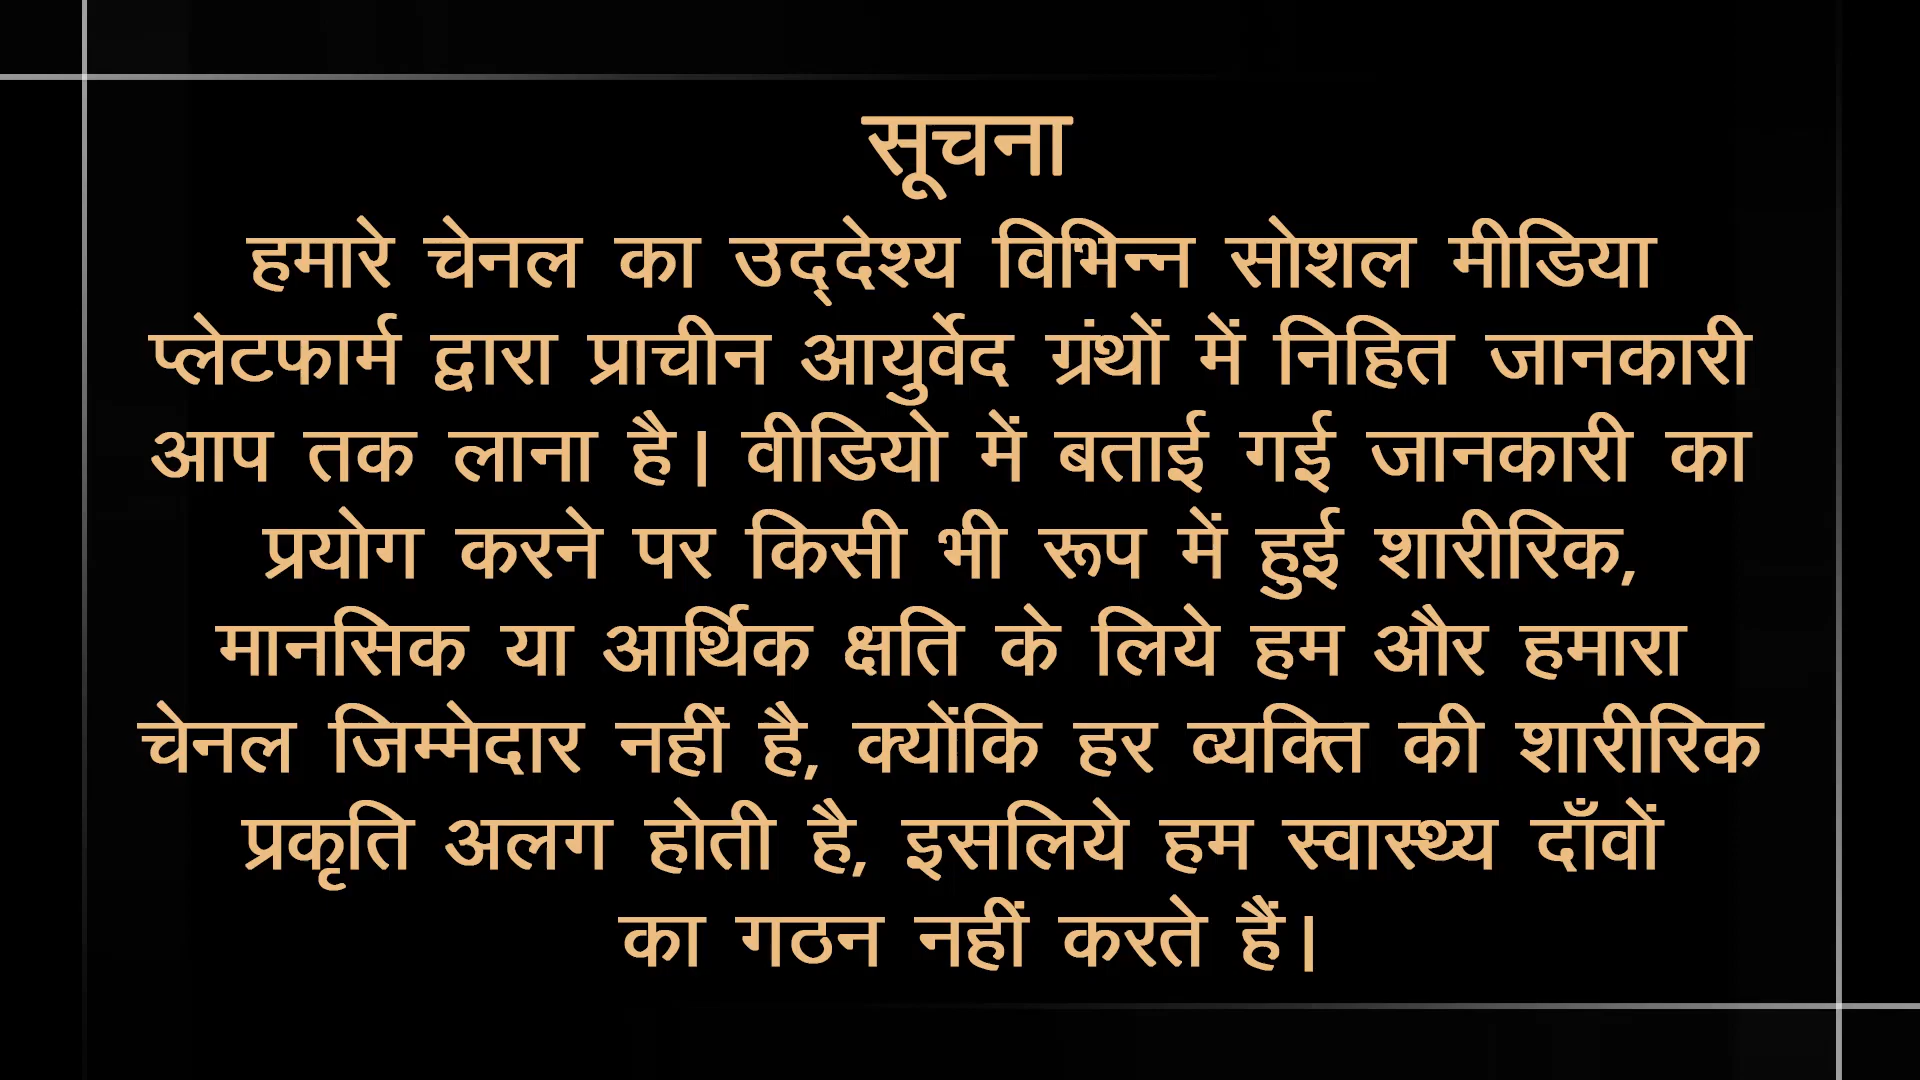 सूचना
हमारे चेनल का उद्देश्य विभिन्न सोशल मीडिया
प्लेटफार्म द्वारा प्राचीन आयुर्वेद ग्रंथों में निहित जानकारी
आप तक लाना है। वीडियो में बताई गई जानकारी का
प्रयोग करने पर किसी भी रूप में हुई शारीरिक,
मानसिक या आर्थिक क्षति के लिये हम और हमारा
चेनल जिम्मेदार नहीं है, क्योंकि हर व्यक्ति की शारीरिक
प्रकृति अलग होती है, इसलिये हम स्वास्थ्य दाँवों
का गठन नहीं करते हैं।